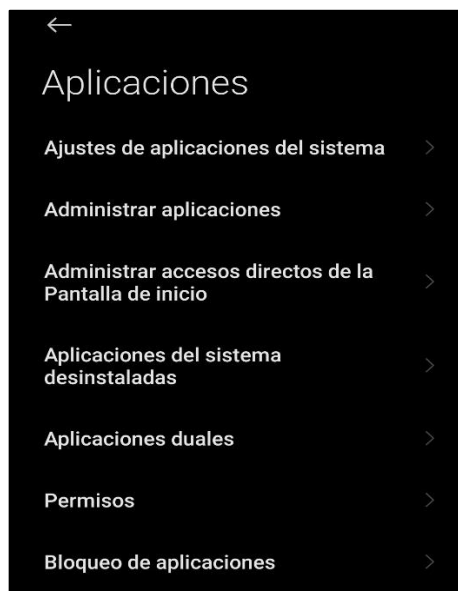 Aplicaciones
Ajustes de aplicaciones del sistema
Administrar aplicaciones
Administrar accesos directos de la
Pantalla de inicio
Aplicaciones del sistema
desinstaladas
Aplicaciones duales
Permisos
Bloqueo de aplicaciones